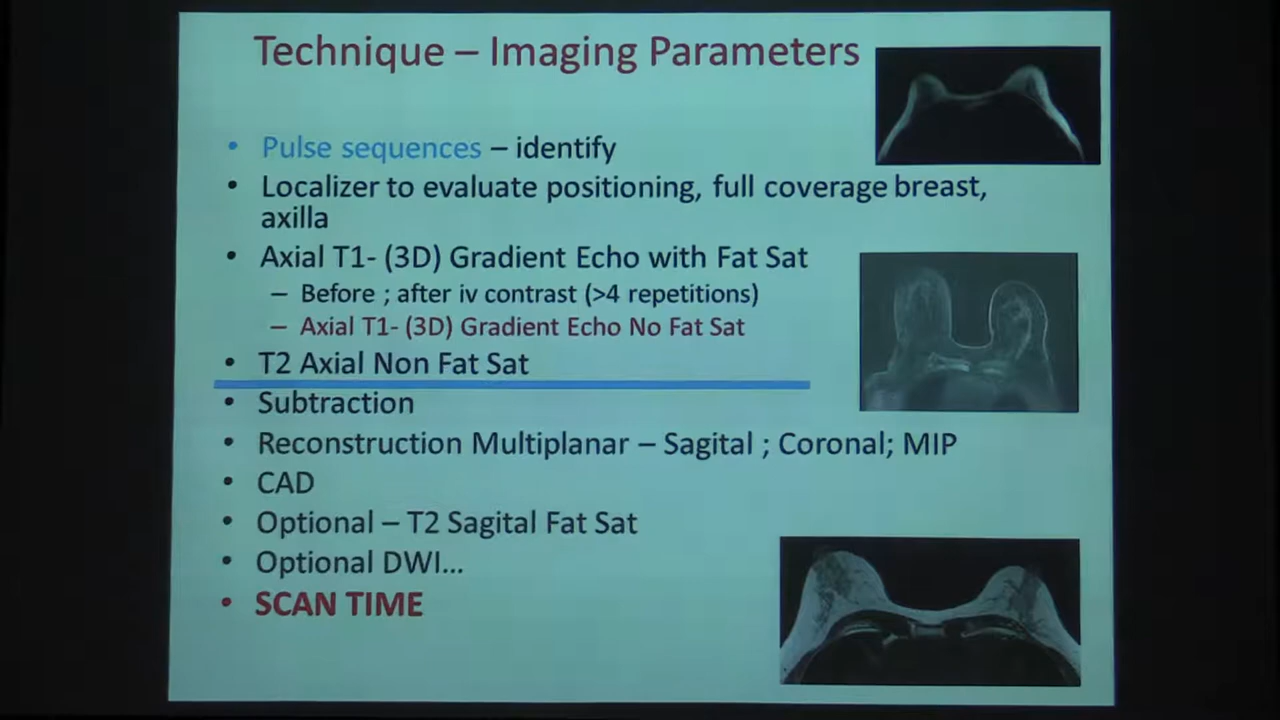 Technique – Imaging Parameters
• Pulse sequences – identify
• Localizer to evaluate positioning, full coverage breast,
axilla
• Axial T1- (3D) Gradient Echo with Fat Sat
– Before ; after iv contrast (>4 repetitions)
– Axial T1- (3D) Gradient Echo No Fat Sat
• T2 Axial Non Fat Sat
• Subtraction
• Reconstruction Multiplanar – Sagital ; Coronal; MIP
• CAD
• Optional – T2 Sagital Fat Sat
• Optional DWI...
• SCAN TIME